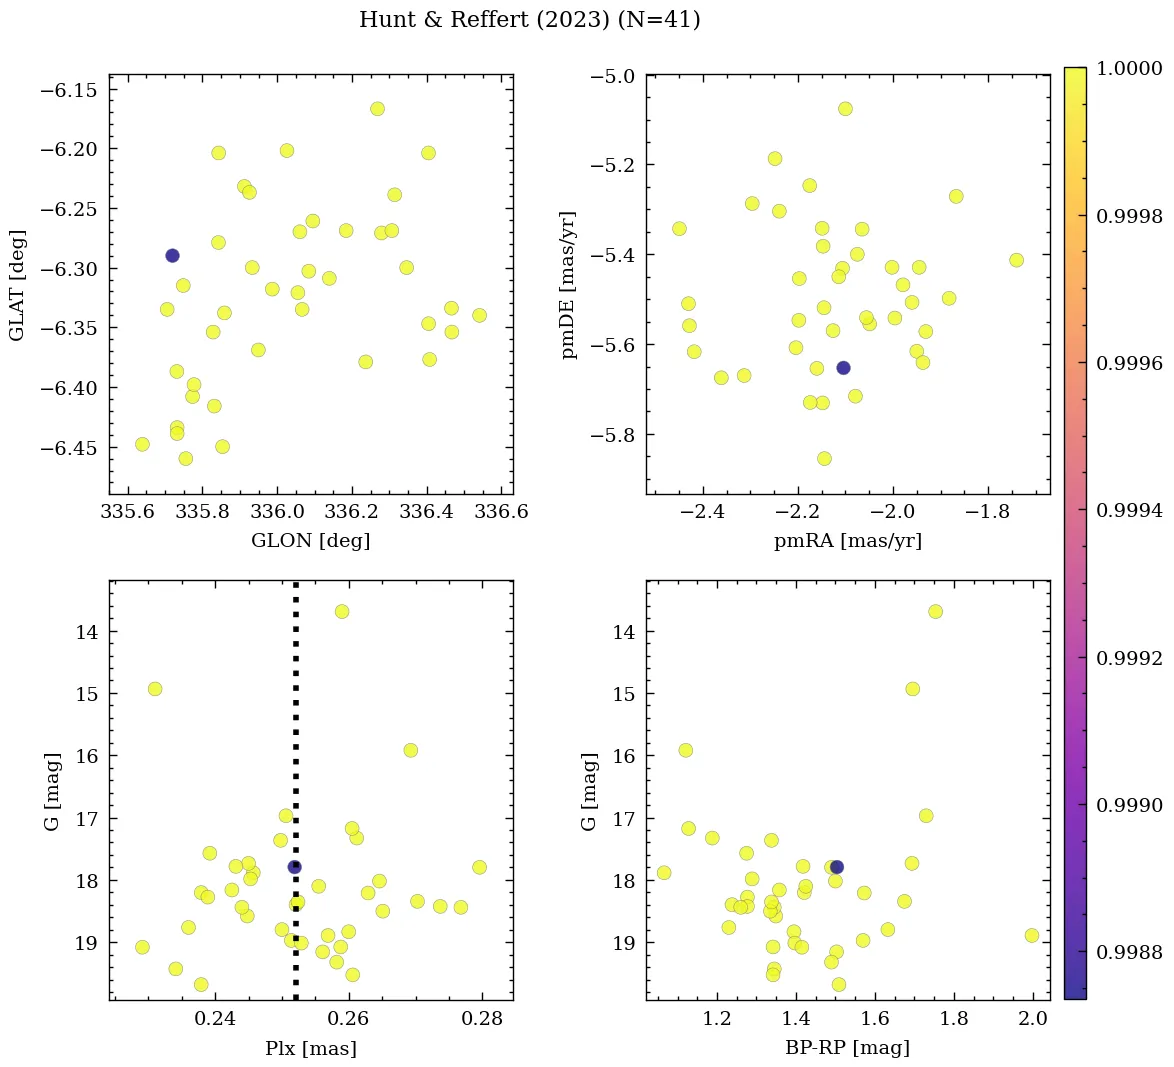 Hunt & Reffert (2023) (N=41)
−6.15
−6.20
−6.25
−6.30
−6.35
−6.40
−6.45
GLAT [deg]
335.6 335.8 336.0 336.2 336.4 336.6
GLON [deg]
−5.0
−5.2
−5.4
−5.6
−5.8
pmDE [mas/yr]
−2.4 −2.2 −2.0 −1.8
pmRA [mas/yr]
14
15
16
17
18
19
G [mag]
0.24 0.26 0.28
Plx [mas]
14
15
16
17
18
19
G [mag]
1.2 1.4 1.6 1.8 2.0
BP-RP [mag]
1.0000
0.9998
0.9996
0.9994
0.9992
0.9990
0.9988